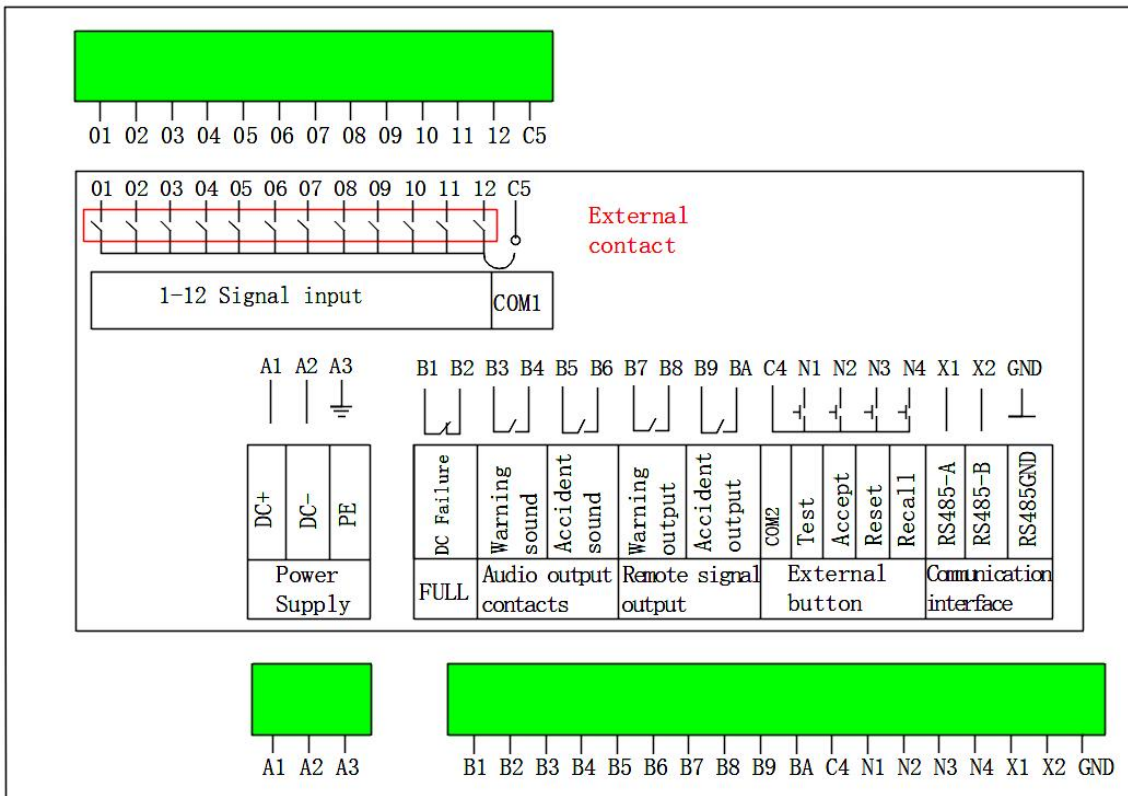 01 02 03 04 05 06 07 08 09 10 11 12 C5
01 02 03 04 05 06 07 08 09 10 11 12 C5
External
contact
1-12 Signal input
COM1
A1 A2 A3
B1 B2 B3 B4 B5 B6 B7 B8 B9 BA C4 N1 N2 N3 N4 X1 X2 GND
DC+
DC-
PE
Power
Supply
DC Failure
FULL
Warning
sound
Accident
sound
Audio output
contacts
Warning
output
Accident
output
Remote signal
output
COM2
Test
Accept
Reset
Recall
External
button
RS485-A
RS485-B
RS485GND
Communication
interface
A1 A2 A3
B1 B2 B3 B4 B5 B6 B7 B8 B9 BA C4 N1 N2 N3 N4 X1 X2 GND